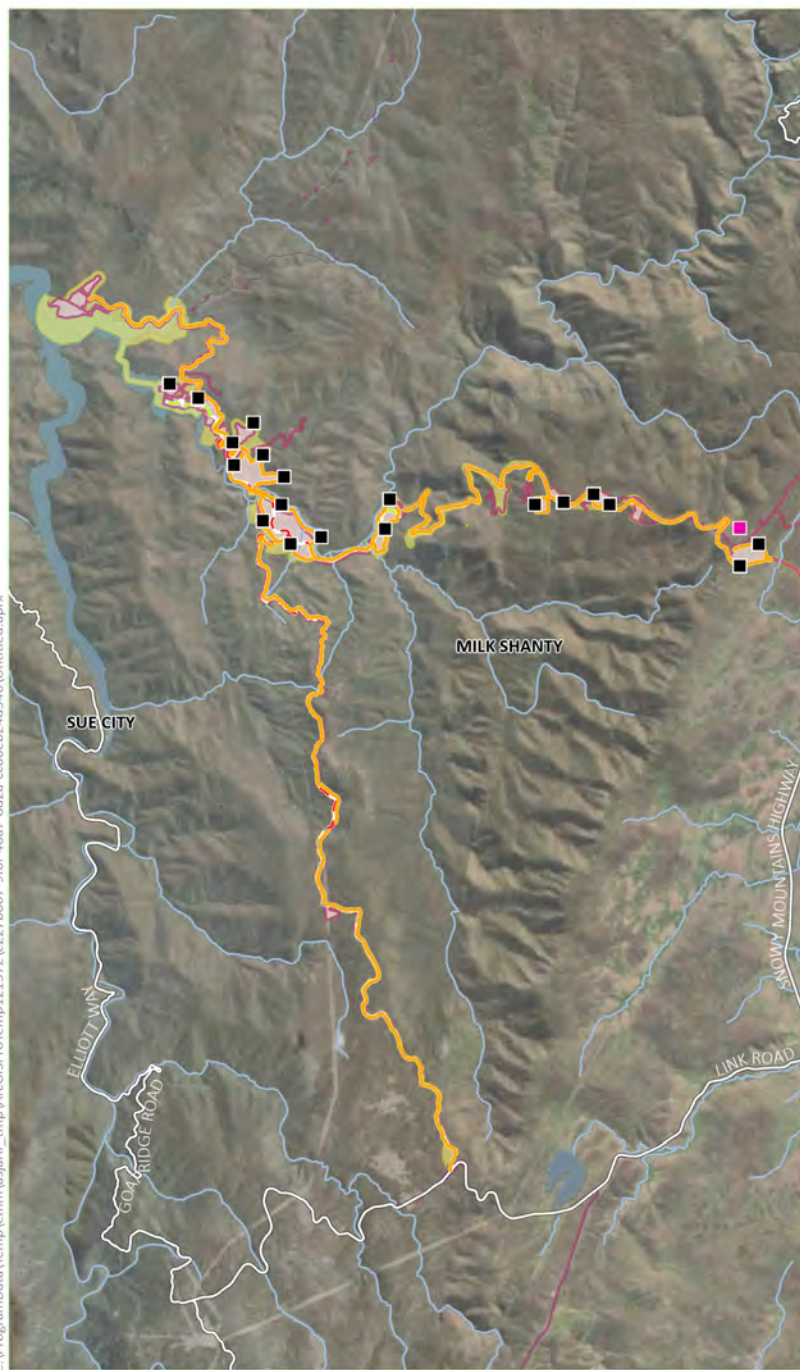 MILK SHANTY
SUE CITY
SNOWY MOUNTAINS HIGHWAY
ELLIOTT WAY
LINK ROAD
GOAT RIDGE ROAD